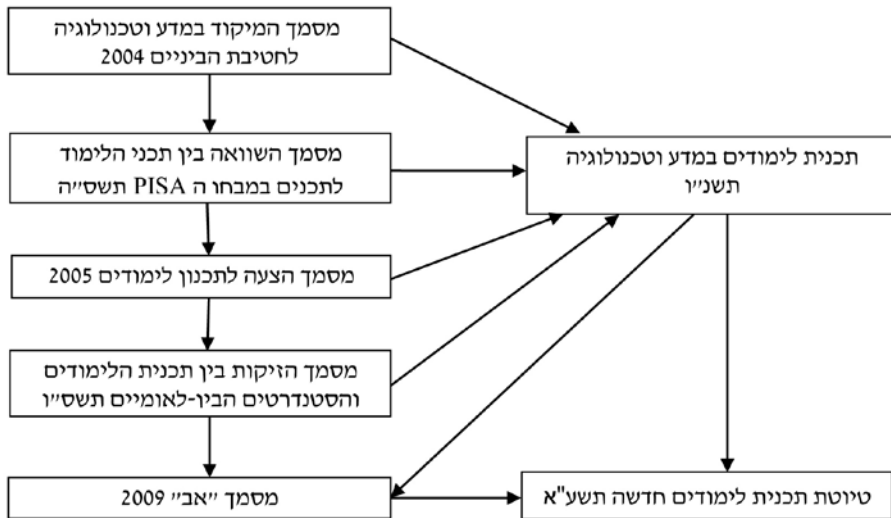 מסמך המיקוד במדע וטכנולוגיה
לחטיבת הביניים 2004
מסמך השוואה בין תכני הלימוד
לתכנים במבחו ה PISA תשס״ה
תכנית לימודים במדע וטכנולוגיה
תשנ״ו
מסמך הצעה לתכנון לימודים 2005
מסמך הזיקות בין תכנית הלימודים
והסטנדרטים הבין-לאומיים תשס״ו
מסמך ״אב״ 2009
טיוטת תכנית לימודים חדשה תשע"א